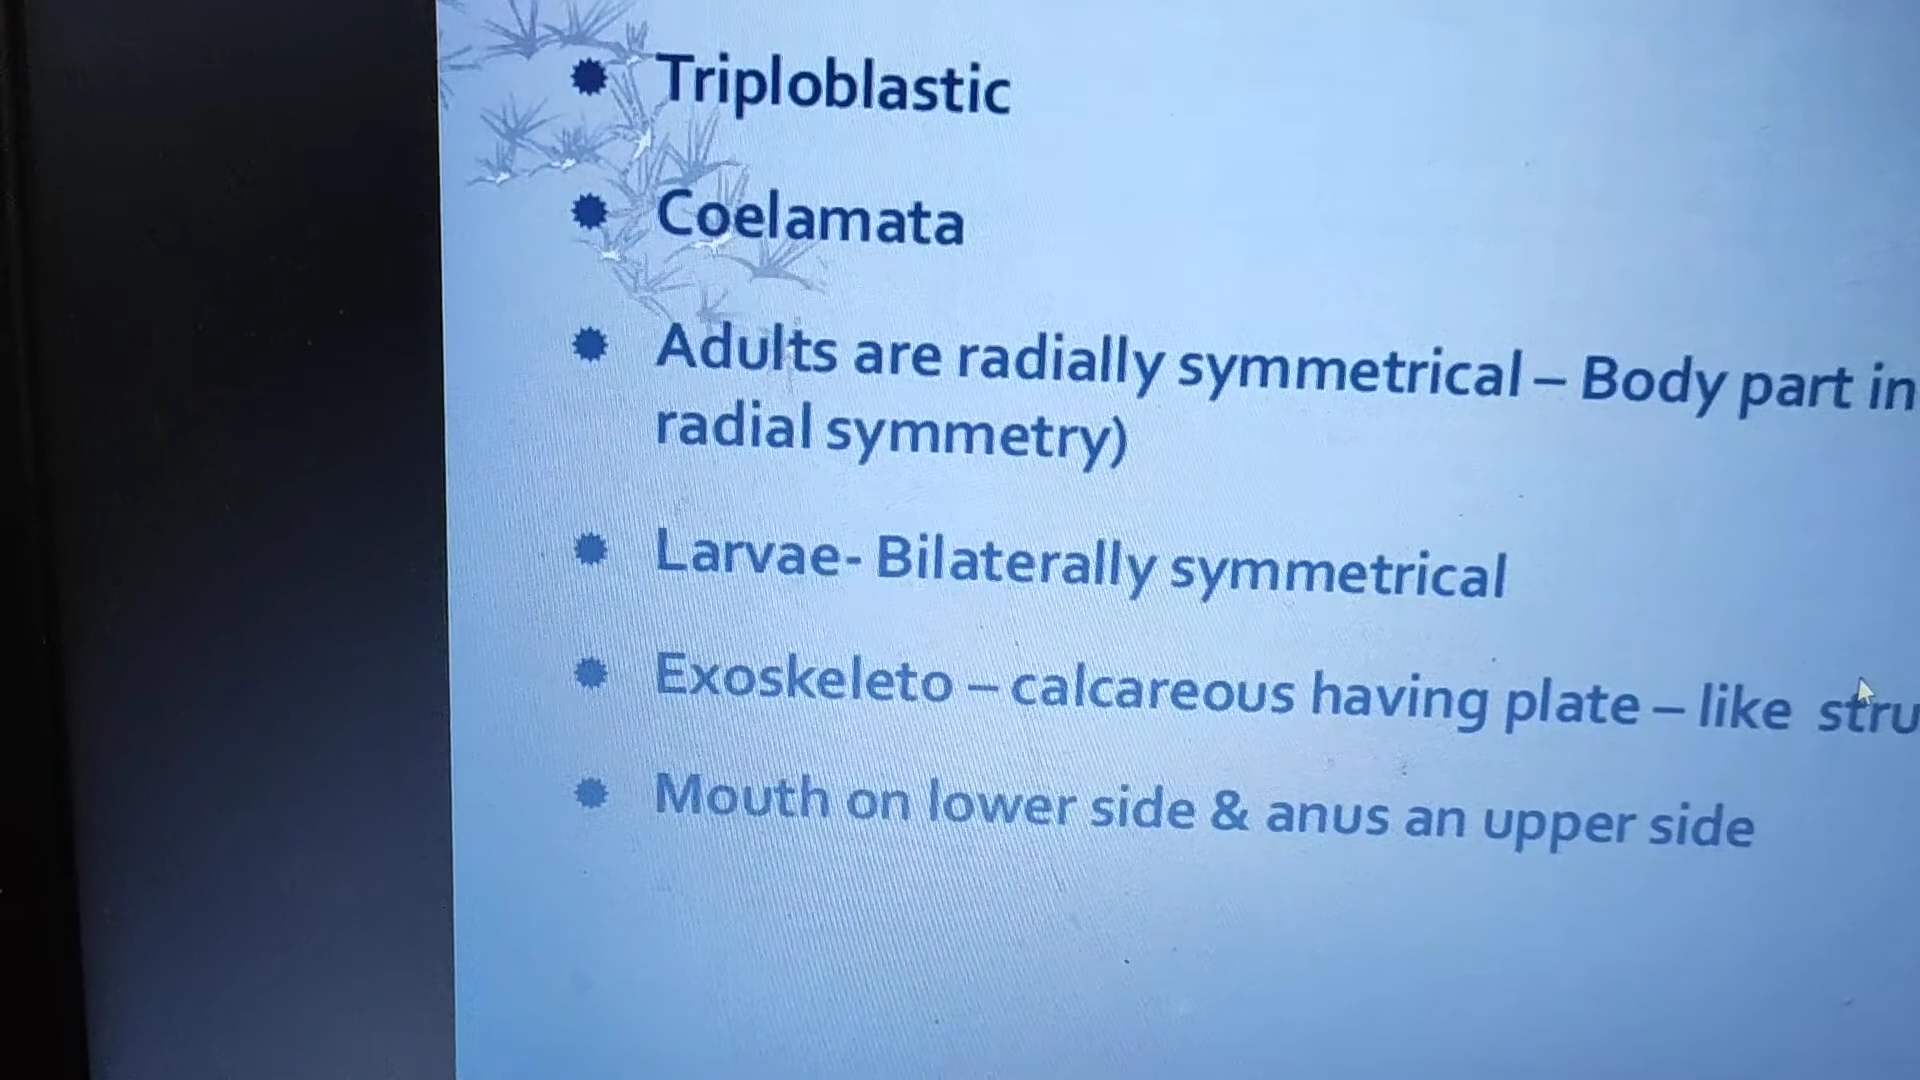 Triploblastic
Coelamata
Adults are radially symmetrical – Body part in
radial symmetry)
Larvae- Bilaterally symmetrical
Exoskeleto – calcareous having plate – like
Mouth on lower side & anus an upper side